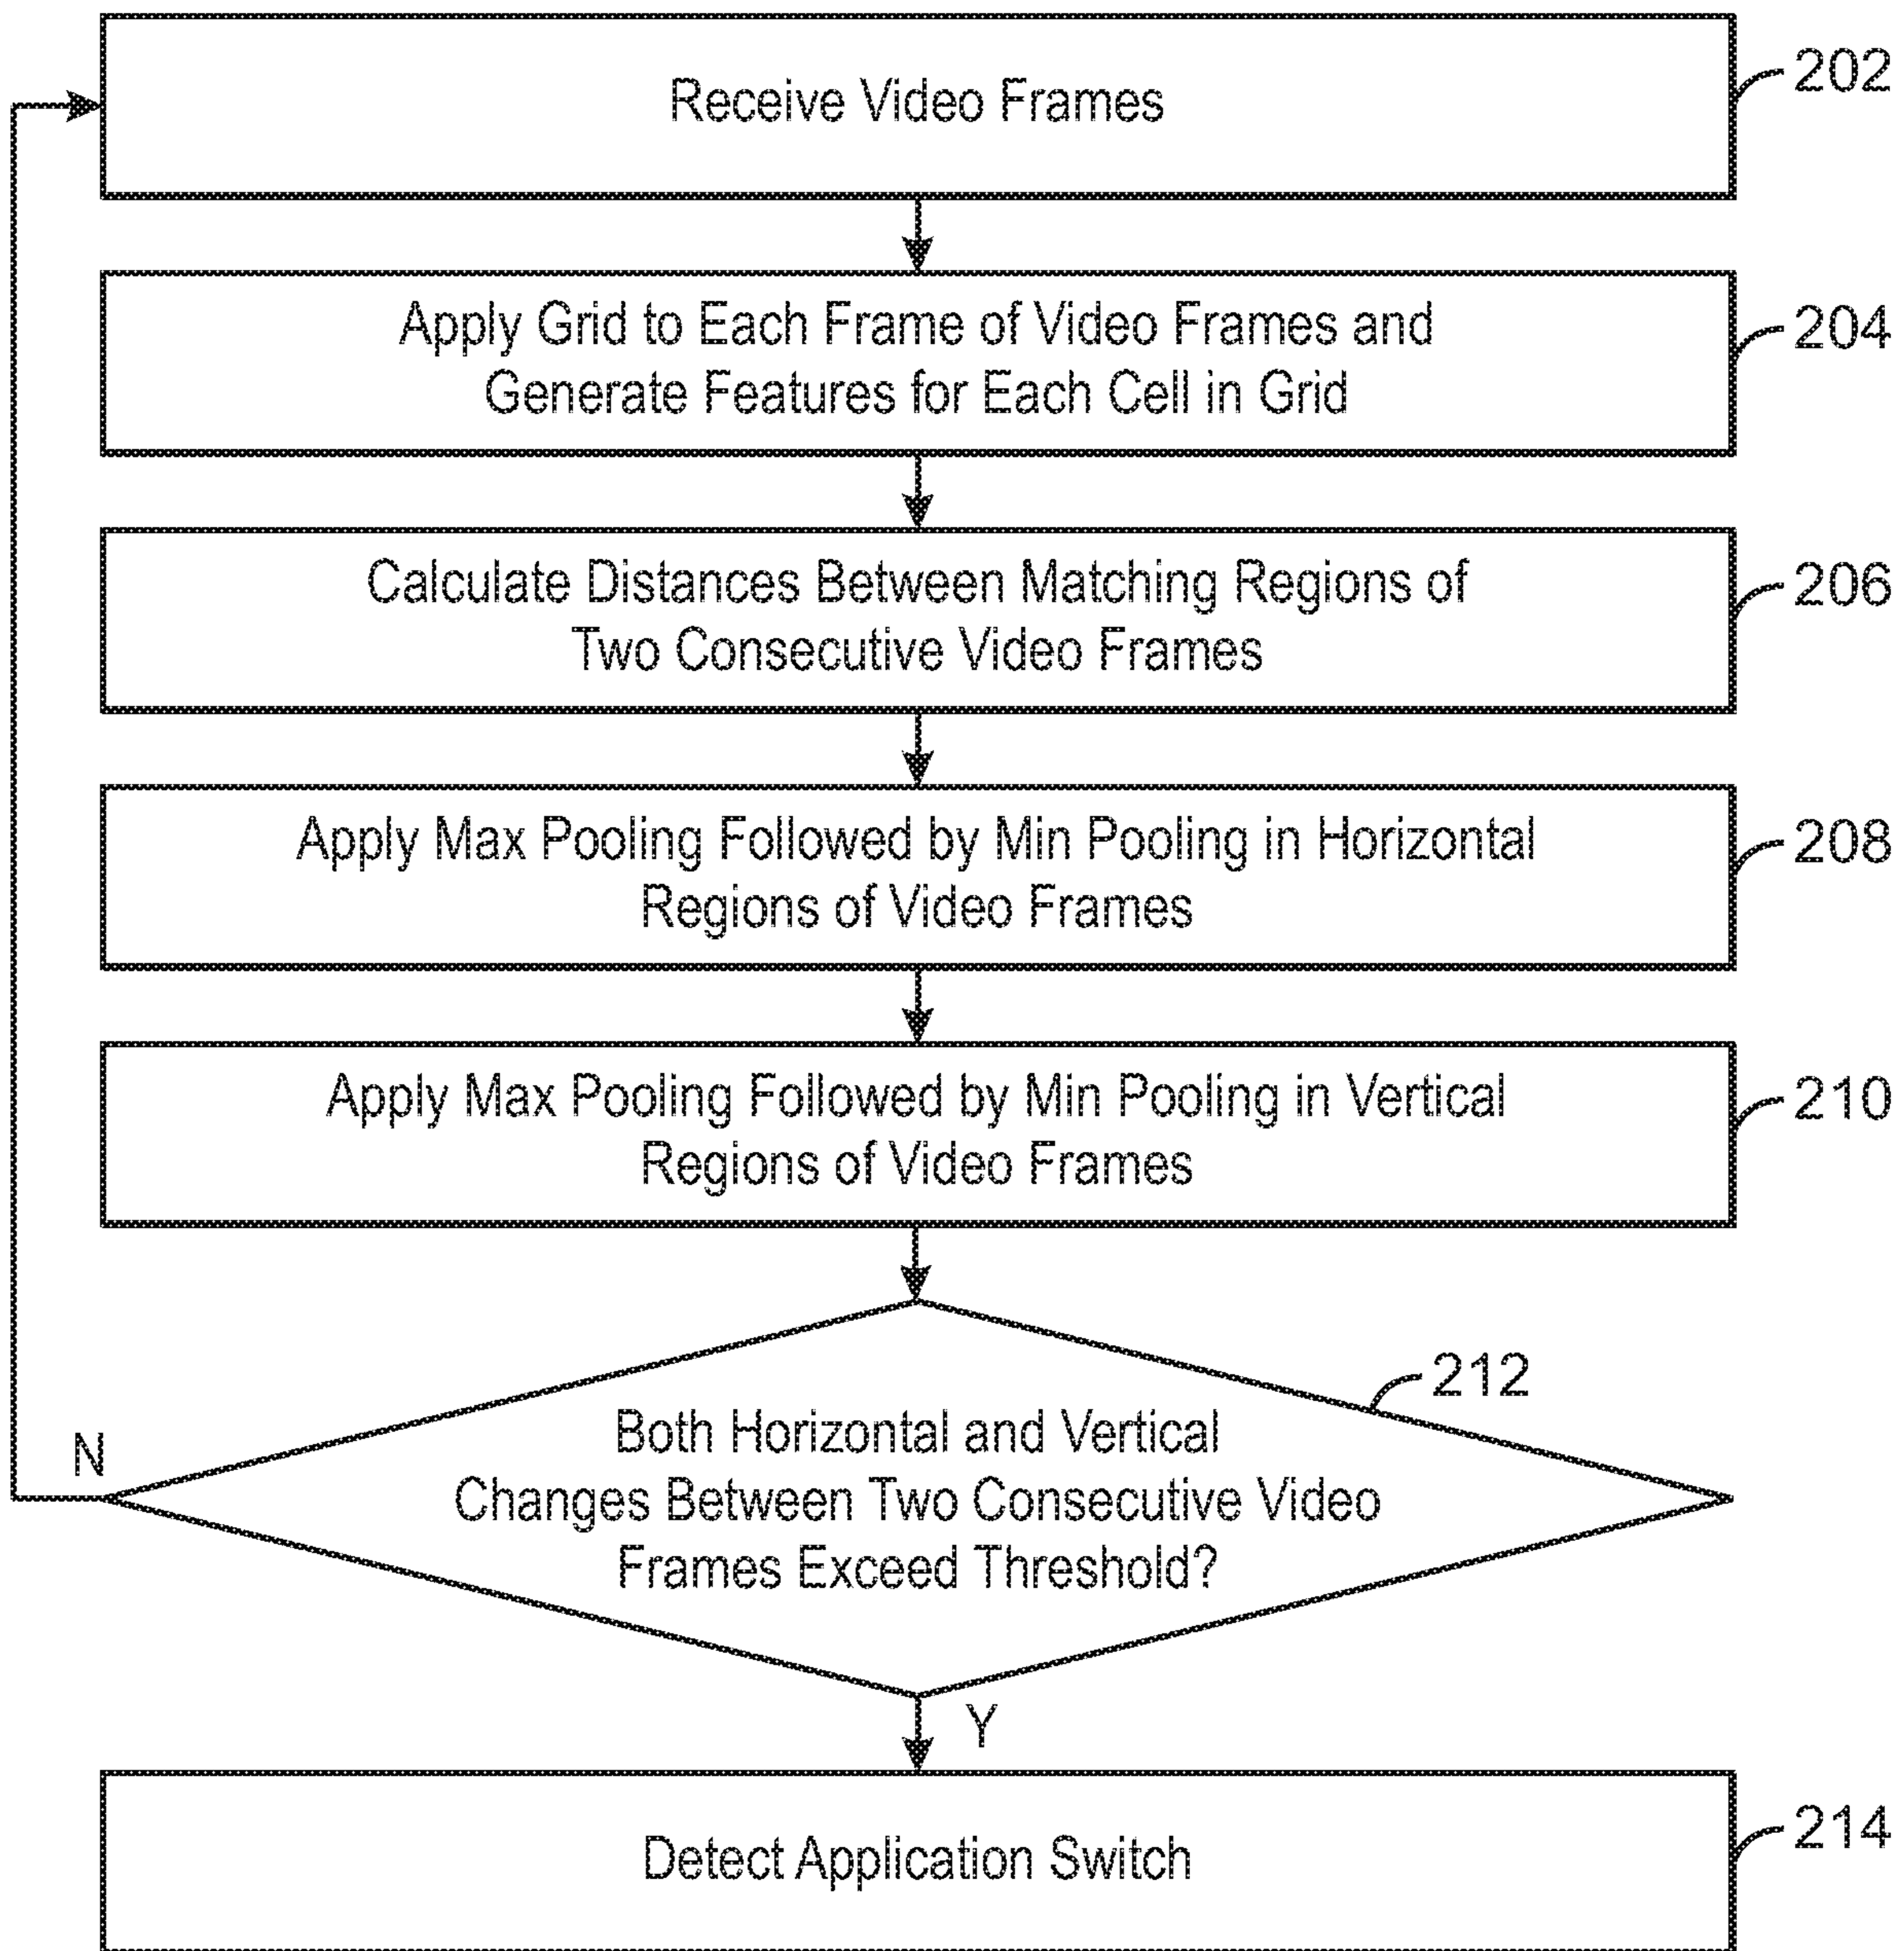 Receive Video Frames
202
Apply Grid to Each Frame of Video Frames and
Generate Features for Each Cell in Grid
204
Calculate Distances Between Matching Regions of
Two Consecutive Video Frames
206
Apply Max Pooling Followed by Min Pooling in Horizontal
Regions of Video Frames
208
Apply Max Pooling Followed by Min Pooling in Vertical
Regions of Video Frames
210
212
Both Horizontal and Vertical
Changes Between Two Consecutive Video
Frames Exceed Threshold?
N
Y
Detect Application Switch
214